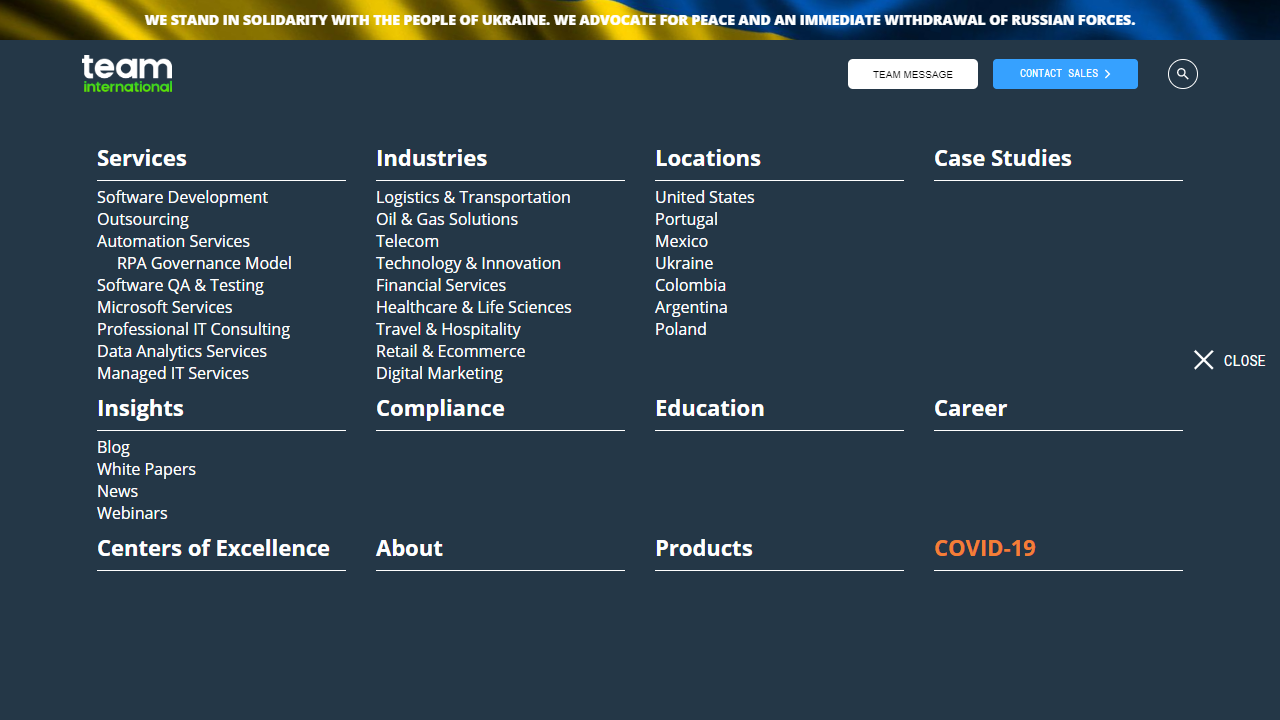 WE STAND IN SOLIDARITY WITH THE PEOPLE OF UKRAINE. WE ADVOCATE FOR PEACE AND AN IMMEDIATE WITHDRAWAL OF RUSSIAN FORCES.
team
international
TEAM MESSAGE
CONTACT SALES
Services
Software Development
Outsourcing
Automation Services
RPA Governance Model
Software QA & Testing
Microsoft Services
Professional IT Consulting
Data Analytics Services
Managed IT Services
Industries
Logistics & Transportation
Oil & Gas Solutions
Telecom
Technology & Innovation
Financial Services
Healthcare & Life Sciences
Travel & Hospitality
Retail & Ecommerce
Digital Marketing
Locations
United States
Portugal
Mexico
Ukraine
Colombia
Argentina
Poland
Case Studies
CLOSE
Insights
Blog
White Papers
News
Webinars
Compliance
Education
Career
Centers of Excellence
About
Products
COVID-19